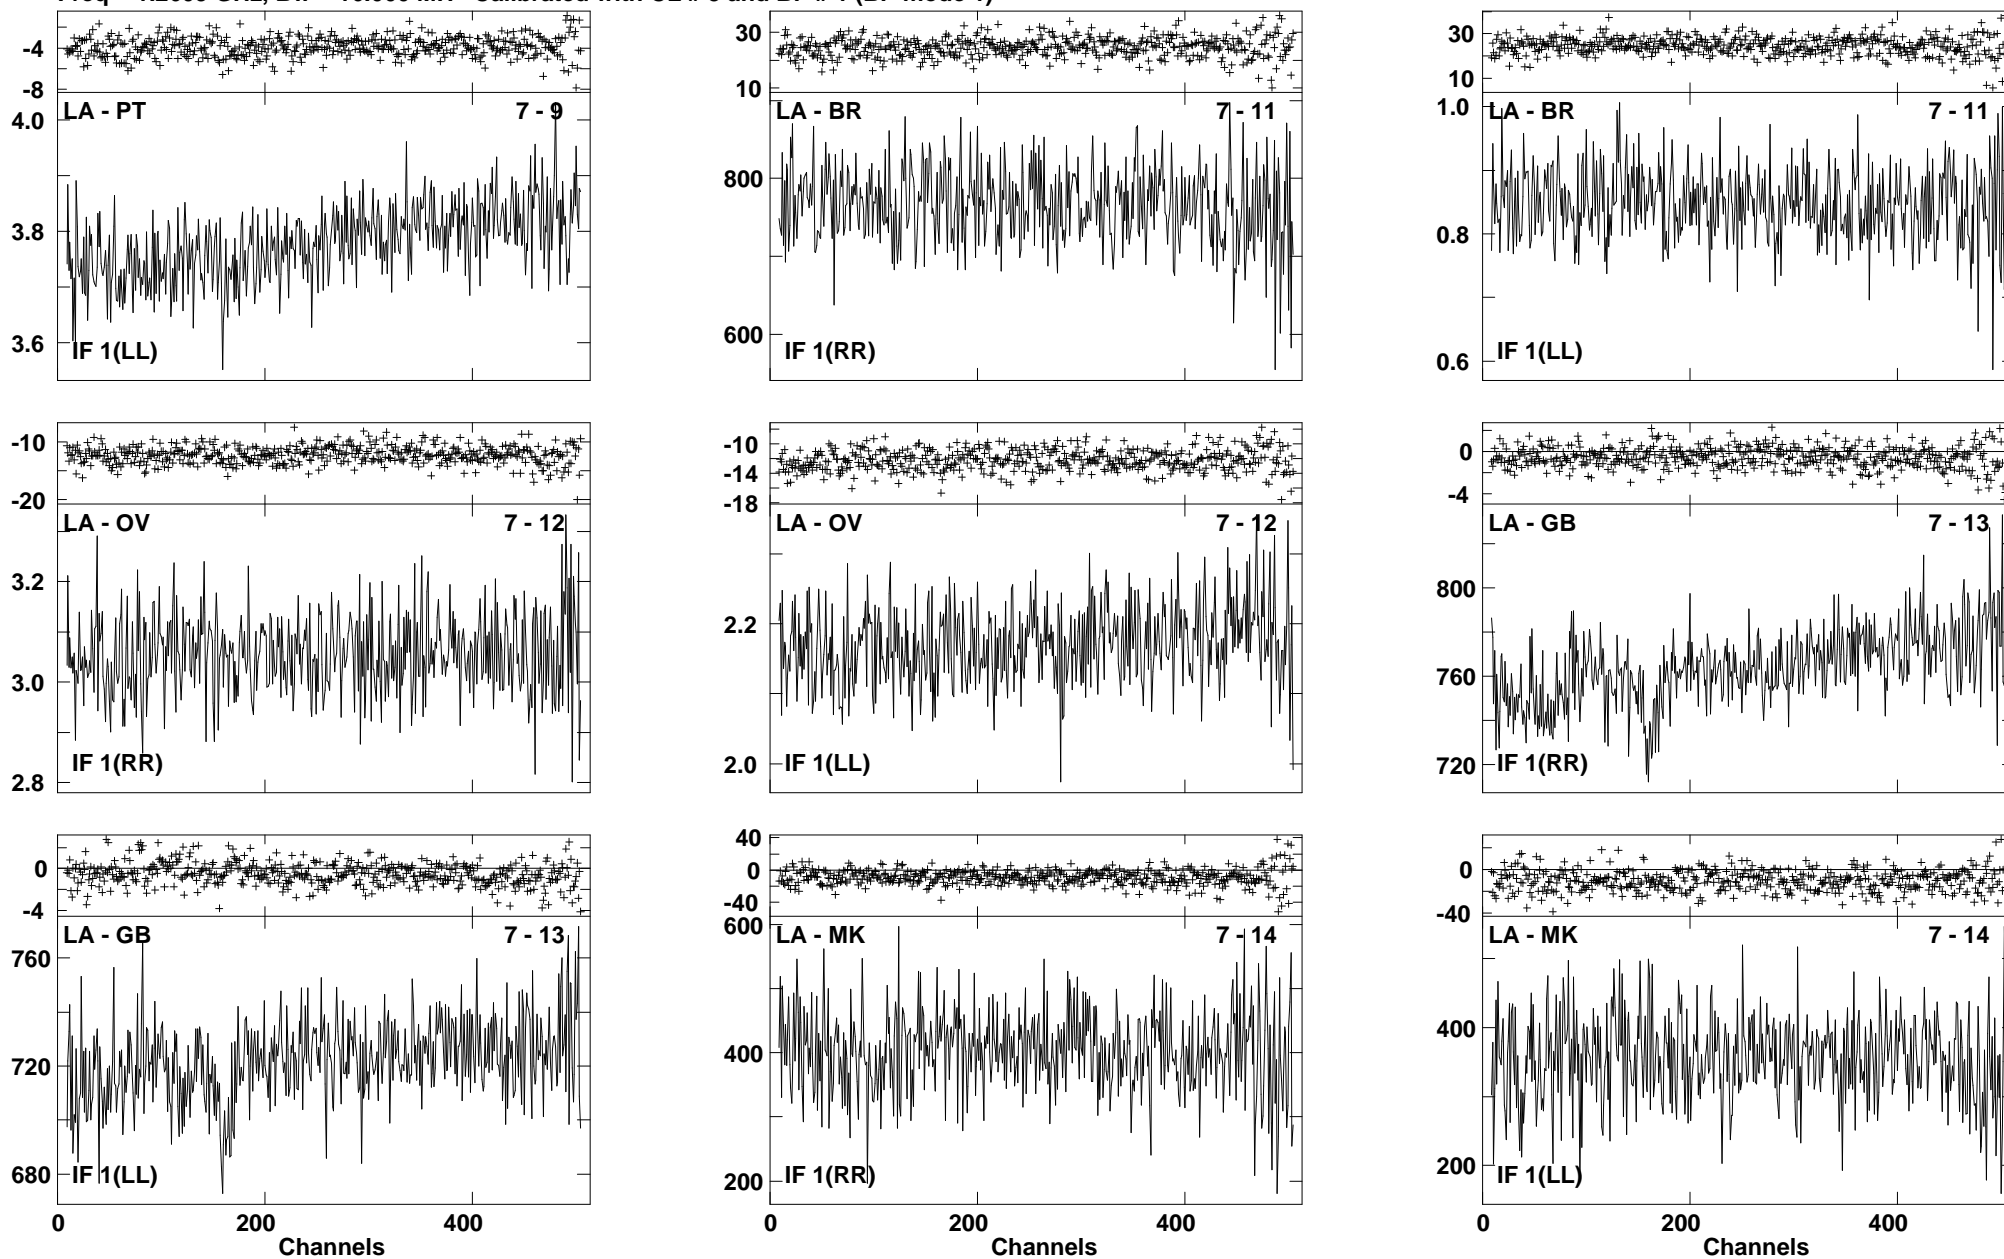 -4
-8
LA - PT 7 - 9
4.0
3.8
3.6
IF 1(LL)
30
10
LA - BR 7 - 11
800
600
IF 1(RR)
30
10
1.0
LA - BR 7 - 11
0.8
0.6
IF 1(LL)
-10
-20
LA - OV 7 - 12
3.2
3.0
2.8
IF 1(RR)
-10
-14
-18
LA - OV 7 - 12
2.2
2.0
IF 1(LL)
0
-4
LA - GB 7 - 13
800
760
720
IF 1(RR)
0
-4
LA - GB 7 - 13
760
720
680
IF 1(LL)
0 200 400
Channels
40
0
-40
600
LA - MK 7 - 14
400
200
IF 1(RR)
0 200 400
Channels
0
-40
LA - MK 7 - 14
400
200
IF 1(LL)
0 200 400
Channels